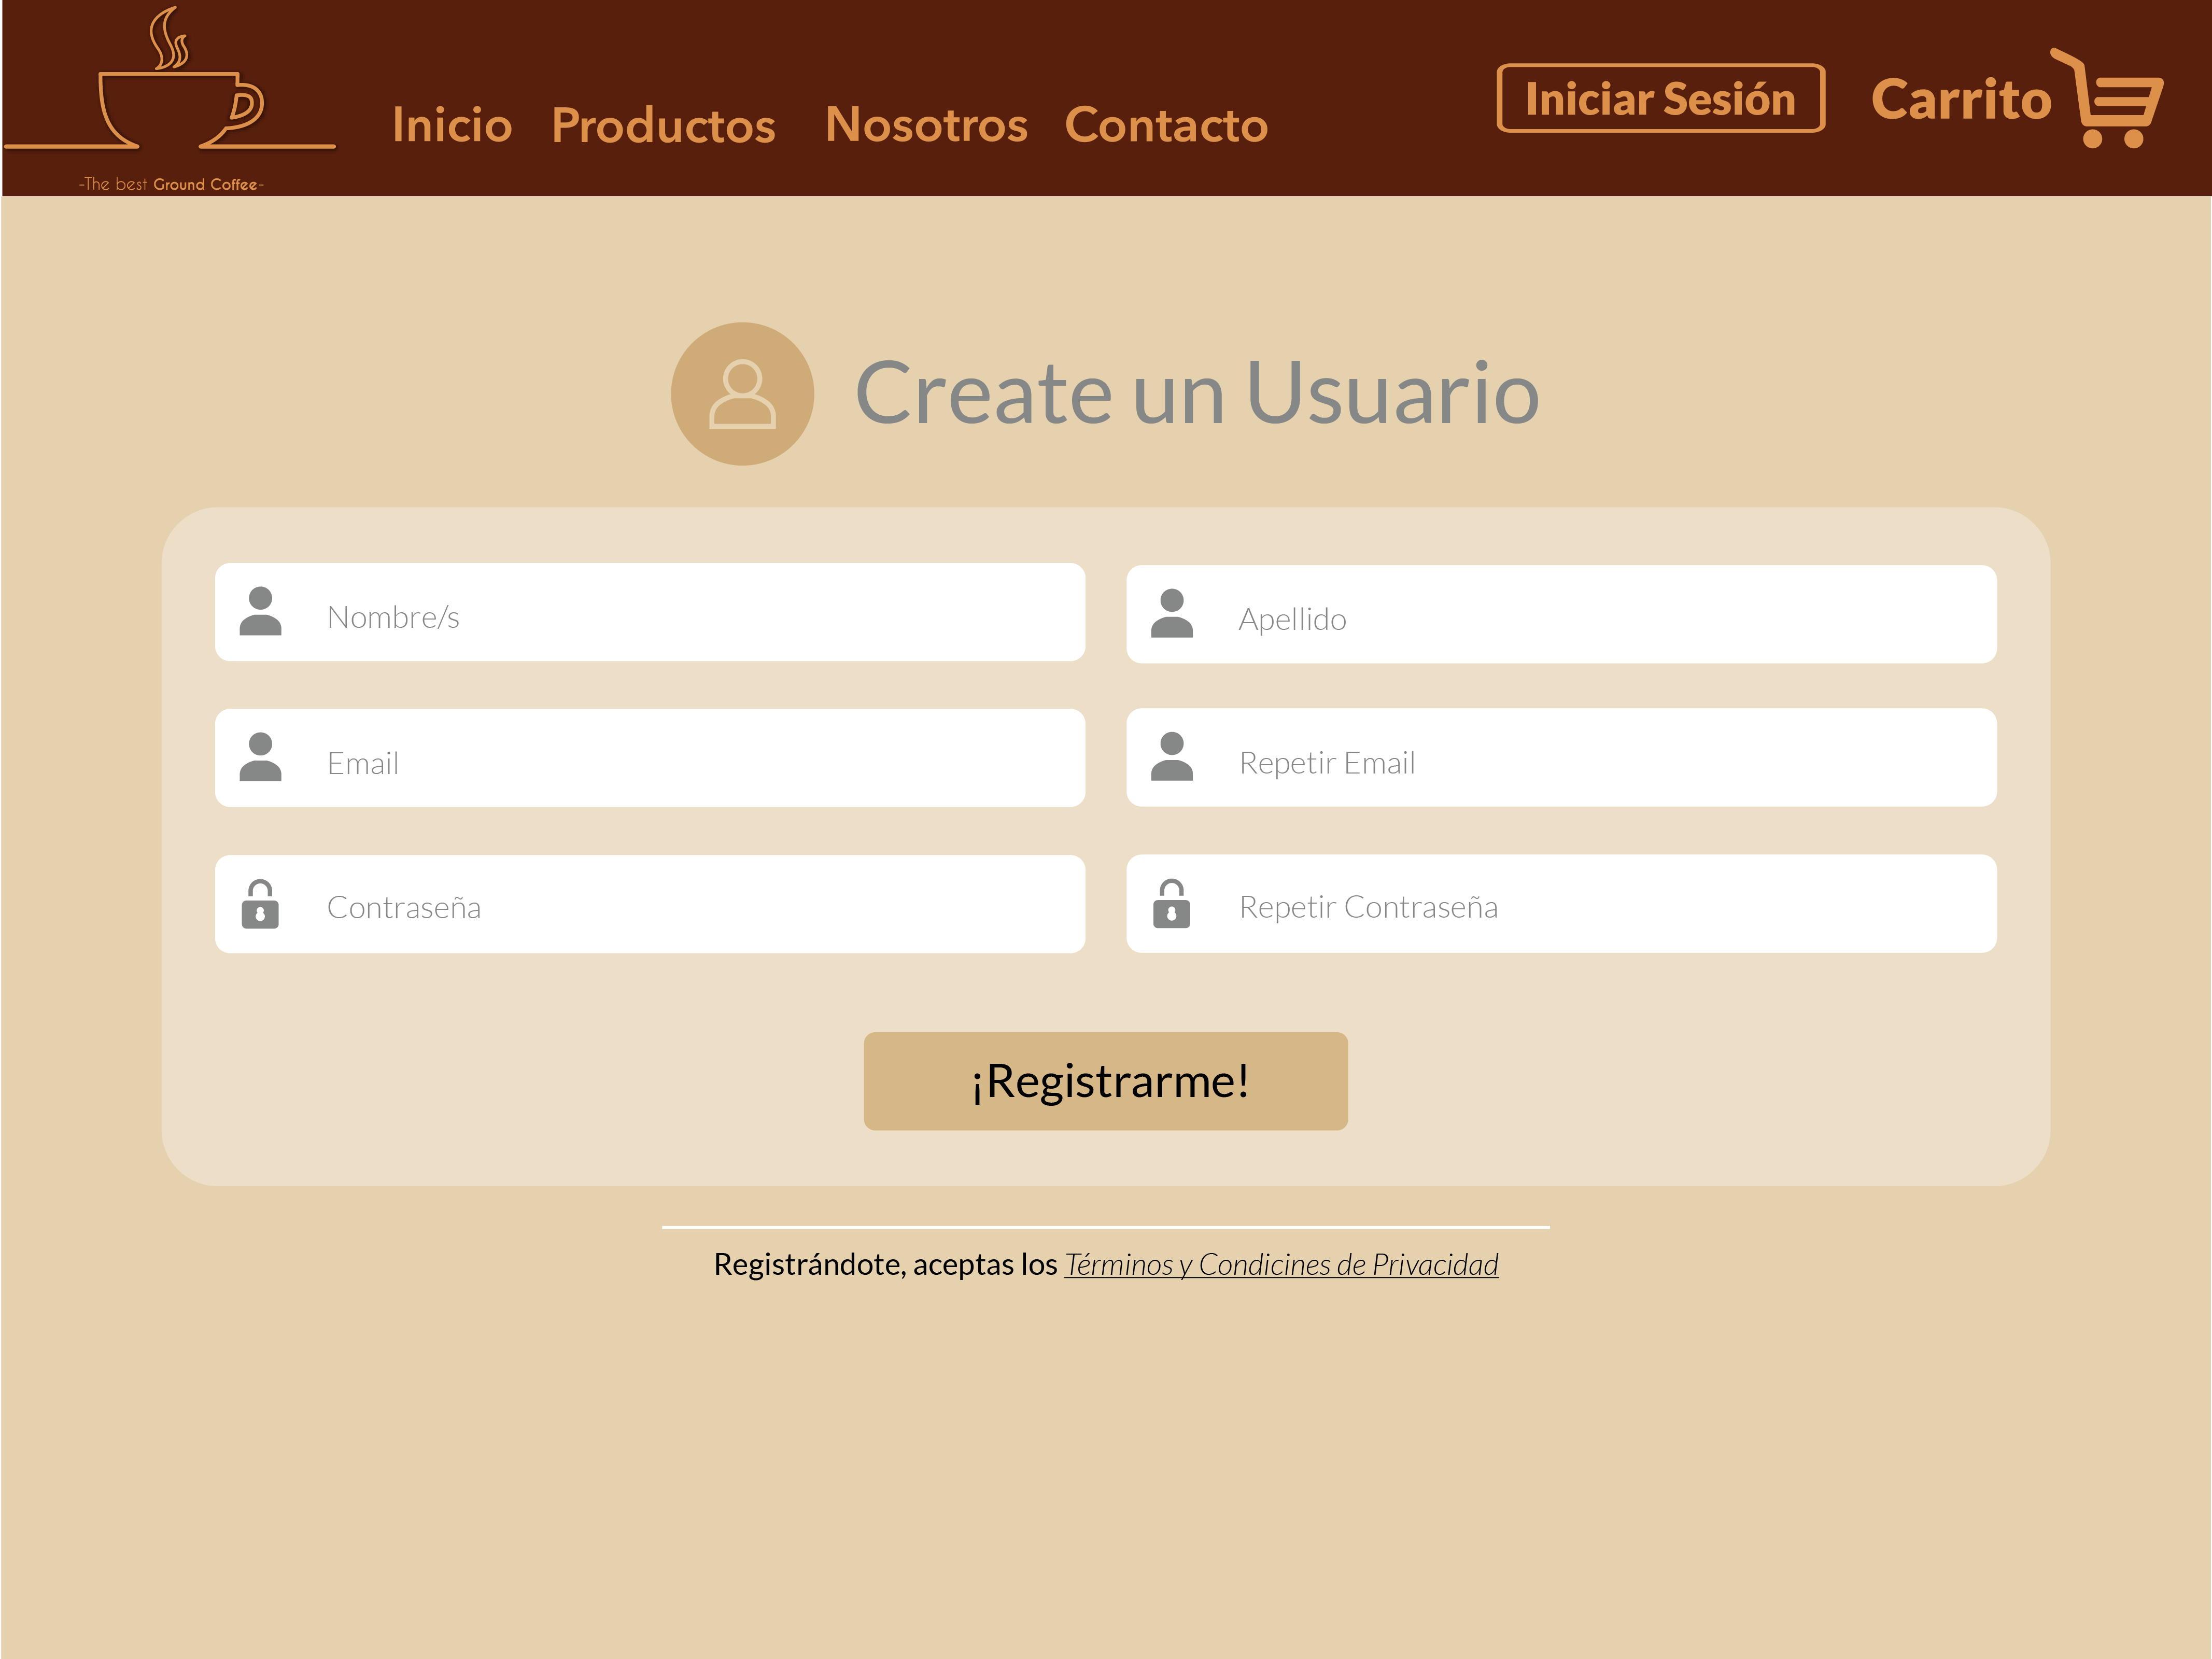 -The best Ground Coffee-
Inicio Productos Nosotros Contacto
Iniciar Sesión
Carrito
Create un Usuario
Nombre/s
Apellido
Email
Repetir Email
Contraseña
Repetir Contraseña
¡Registrarme!
Registrándote, aceptas los Términos y Condicines de Privacidad